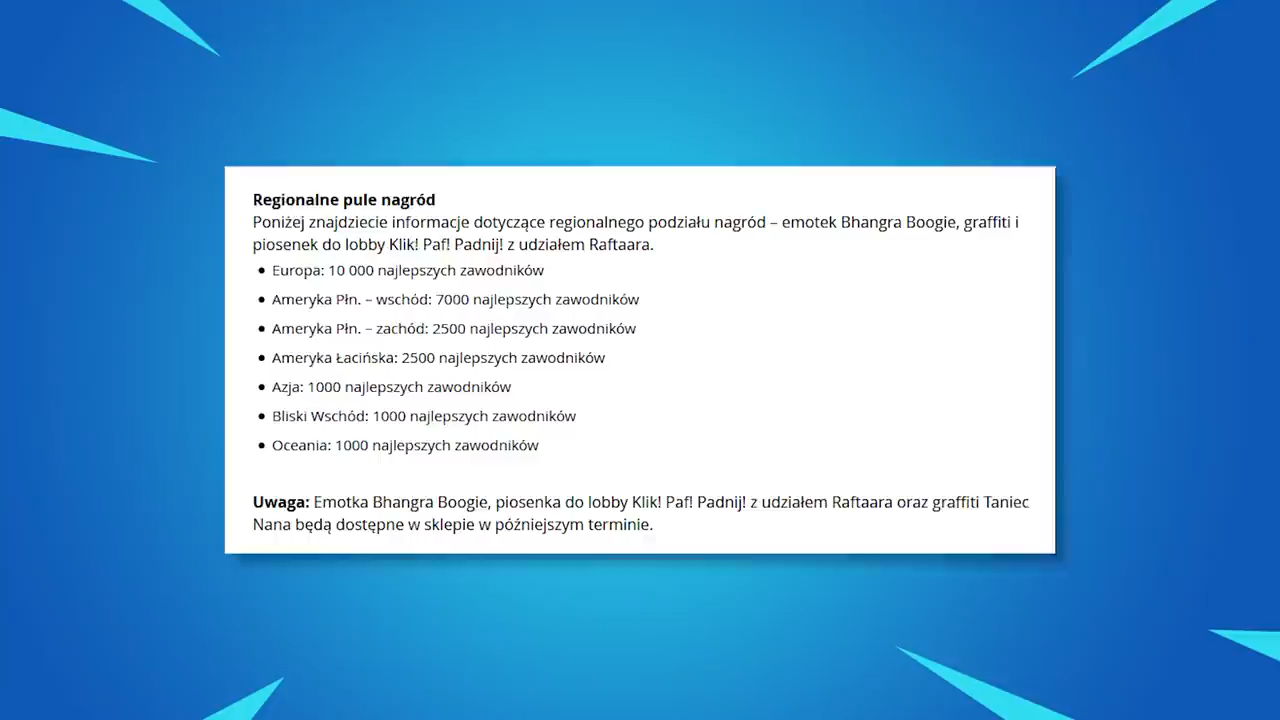 Regionalne pule nagród
Poniżej znajdziecie informacje dotyczące regionalnego podziału nagród – emotek Bhangra Boogie, graffiti i
piosenek do lobby Klik! Paf! Padnij! z udziałem Raftaara.
• Europa: 10 000 najlepszych zawodników
• Ameryka Płn. – wschód: 7000 najlepszych zawodników
• Ameryka Płn. – zachód: 2500 najlepszych zawodników
• Ameryka Łacińska: 2500 najlepszych zawodników
• Azja: 1000 najlepszych zawodników
• Bliski Wschód: 1000 najlepszych zawodników
• Oceania: 1000 najlepszych zawodników
Uwaga: Emotka Bhangra Boogie, piosenka do lobby Klik! Paf! Padnij! z udziałem Raftaara oraz graffiti Taniec
Nana będą dostępne w sklepie w późniejszym terminie.